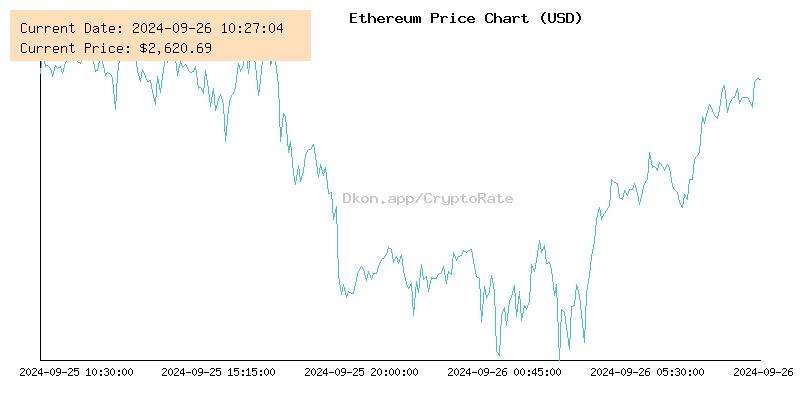 Ethereum Price Chart (USD)
Current Date: 2024-09-26 10:27:04
Current Price: $2,620.69
Dkon.app/CryptoRate
2024-09-25 10:30:00
2024-09-25 15:15:00
2024-09-25 20:00:00
2024-09-26 00:45:00
2024-09-26 05:30:00
2024-09-26